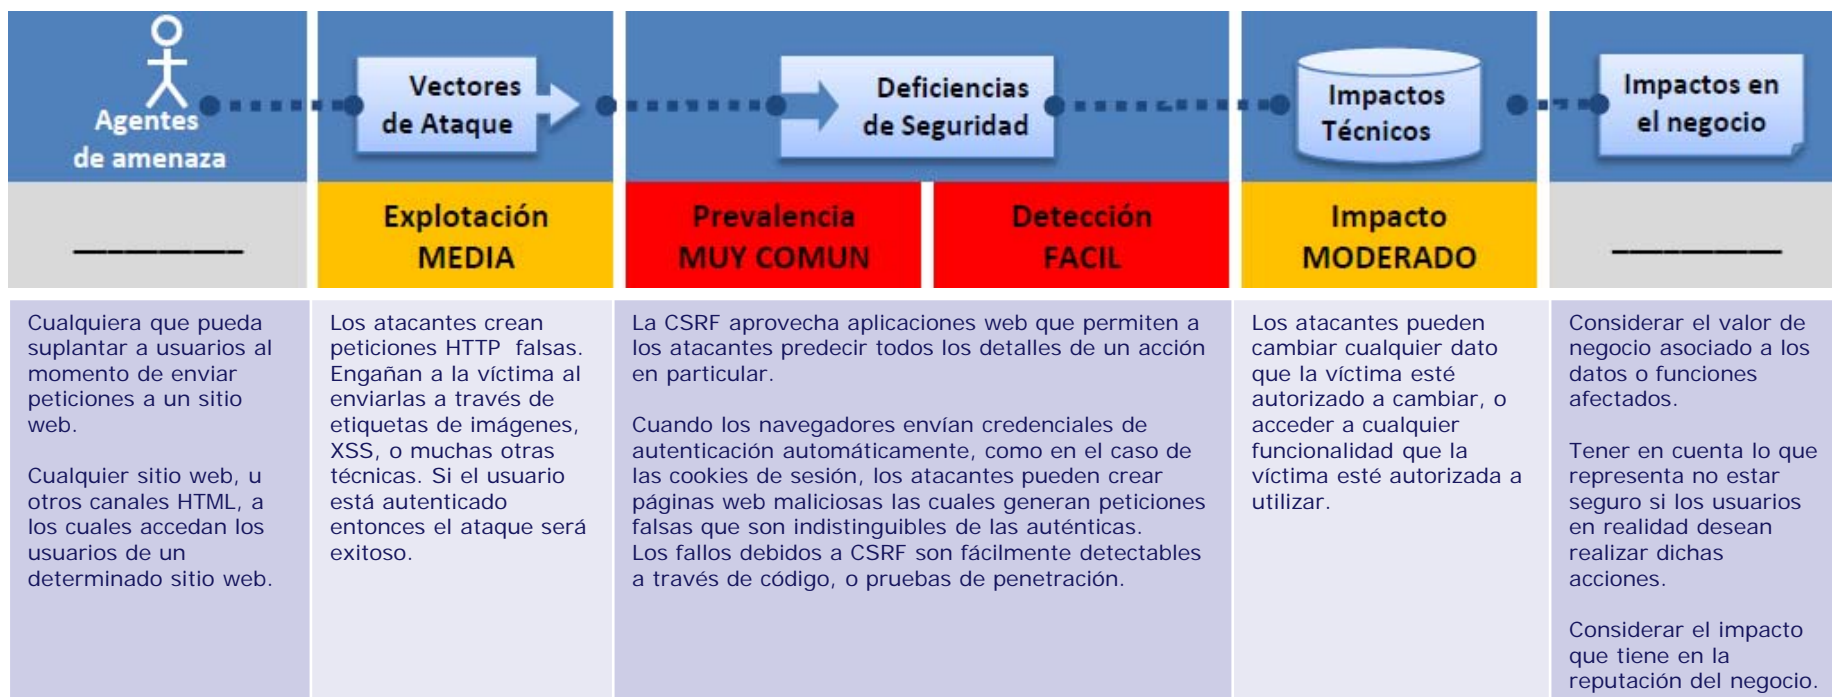 Agentes
de amenaza
Vectores
de Ataque
Deficiencias
de Seguridad
Impactos
Técnicos
Impactos en
el negocio
__________
Explotación
MEDIA
Prevalencia
MUY COMUN
Detección
FACIL
Impacto
MODERADO
__________
Cualquiera que pueda
suplantar a usuarios al
momento de enviar
peticiones a un sitio
web.
Cualquier sitio web, u
otros canales HTML, a
los cuales accedan los
usuarios de un
determinado sitio web.
Los atacantes crean
peticiones HTTP falsas.
Engañan a la víctima al
enviarlas a través de
etiquetas de imágenes,
XSS, o muchas otras
técnicas. Si el usuario
está autenticado
entonces el ataque será
exitoso.
La CSRF aprovecha aplicaciones web que permiten a
los atacantes predecir todos los detalles de un acción
en particular.
Cuando los navegadores envían credenciales de
autenticación automáticamente, como en el caso de
las cookies de sesión, los atacantes pueden crear
páginas web maliciosas las cuales generan peticiones
falsas que son indistinguibles de las auténticas.
Los fallos debidos a CSRF son fácilmente detectables
a través de código, o pruebas de penetración.
Los atacantes pueden
cambiar cualquier dato
que la víctima esté
autorizado a cambiar, o
acceder a cualquier
funcionalidad que la
víctima esté autorizada a
utilizar.
Considerar el valor de
negocio asociado a los
datos o funciones
afectados.
Tener en cuenta lo que
representa no estar
seguro si los usuarios
en realidad desean
realizar dichas
acciones.
Considerar el impacto
que tiene en la
reputación del negocio.